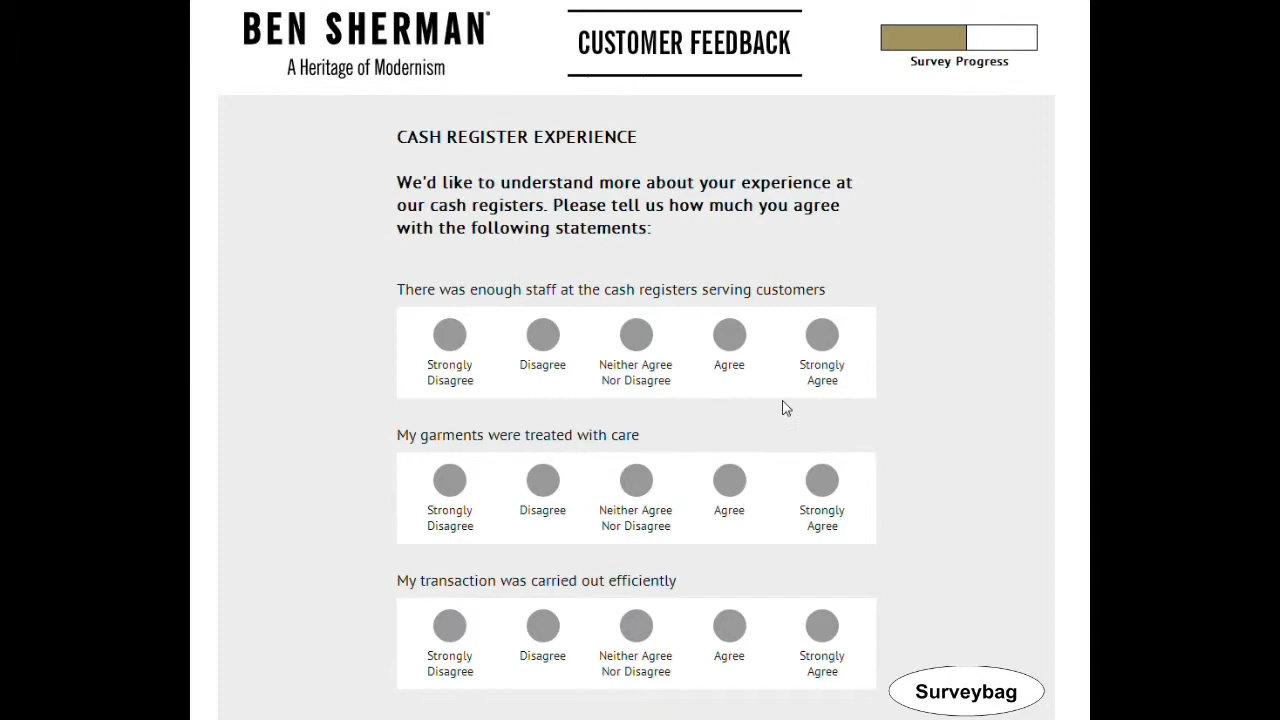 BEN SHERMAN
A Heritage of Modernism
CUSTOMER FEEDBACK
Survey Progress
CASH REGISTER EXPERIENCE
We'd like to understand more about your experience at
our cash registers. Please tell us how much you agree
with the following statements:
There was enough staff at the cash registers serving customers
Strongly Disagree
Disagree
Neither Agree Nor Disagree
Agree
Strongly Agree
My garments were treated with care
Strongly Disagree
Disagree
Neither Agree Nor Disagree
Agree
Strongly Agree
My transaction was carried out efficiently
Strongly Disagree
Disagree
Neither Agree Nor Disagree
Agree
Strongly Agree
Surveybag